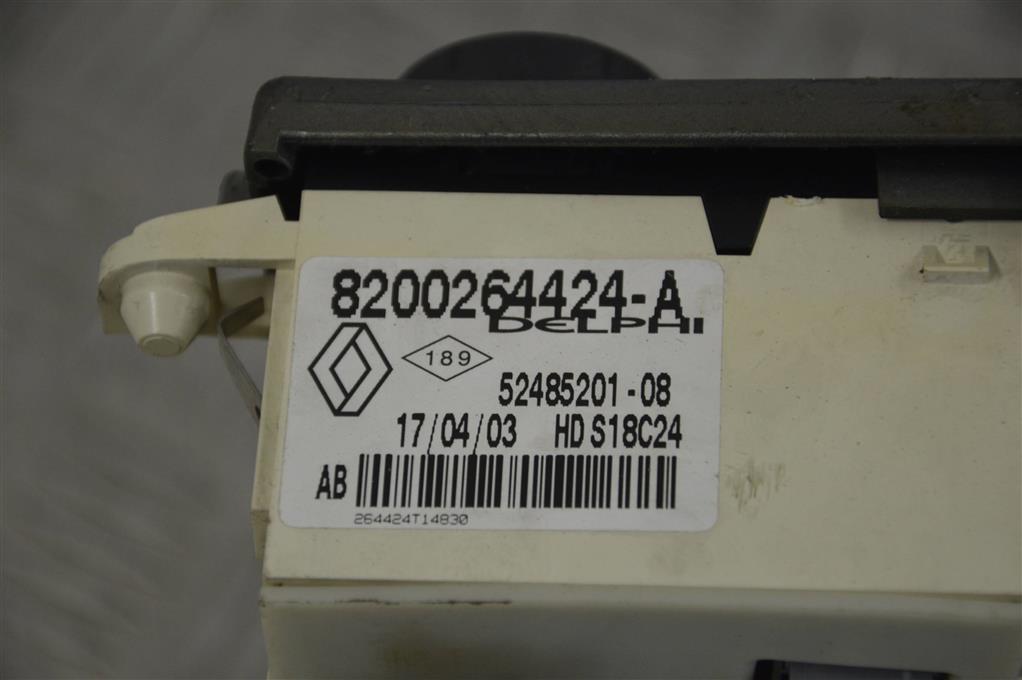 8200264424-A
DELPHI
189
52485201-08
17/04/03 HD S18C24
AB
264424T14830